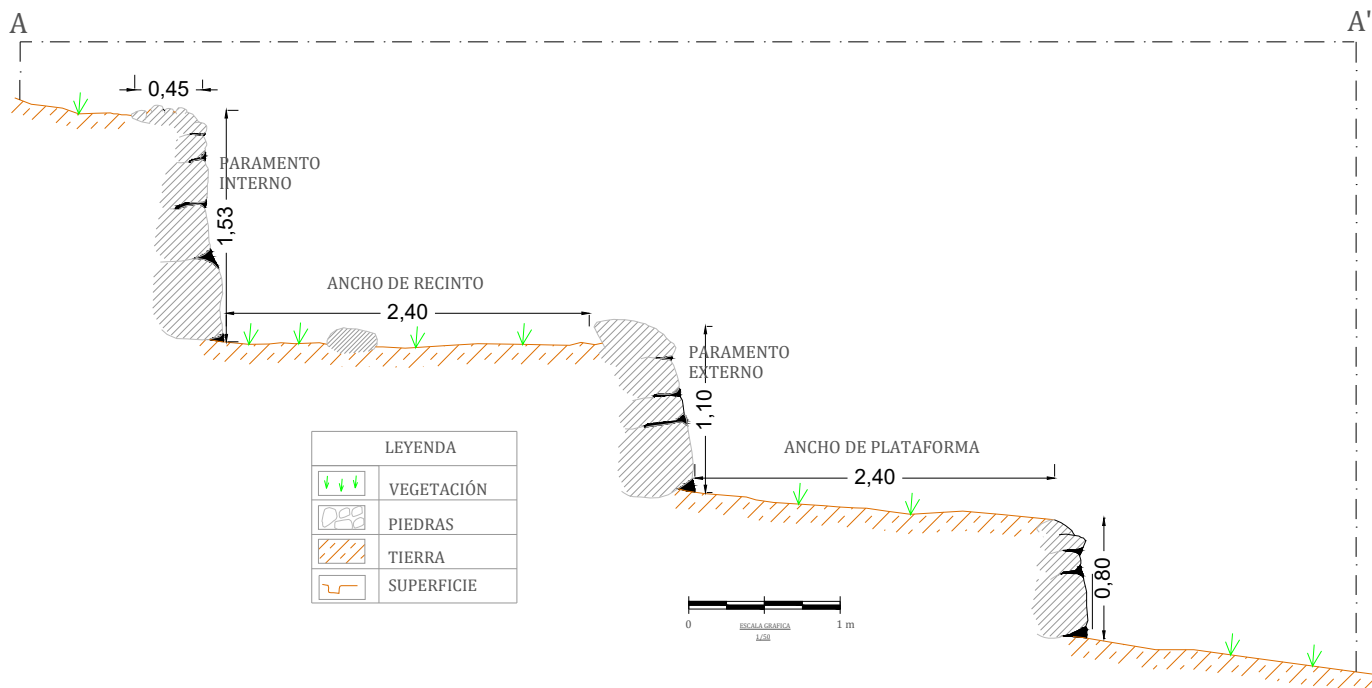 A
A'
0,45
PARAMENTO
INTERNO
1,53
ANCHO DE RECINTO
2,40
PARAMENTO
EXTERNO
1,10
ANCHO DE PLATAFORMA
2,40
0,80
LEYENDA
VEGETACIÓN
PIEDRAS
TIERRA
SUPERFICIE
0
ESCALA GRAFICA
1/50
1 m